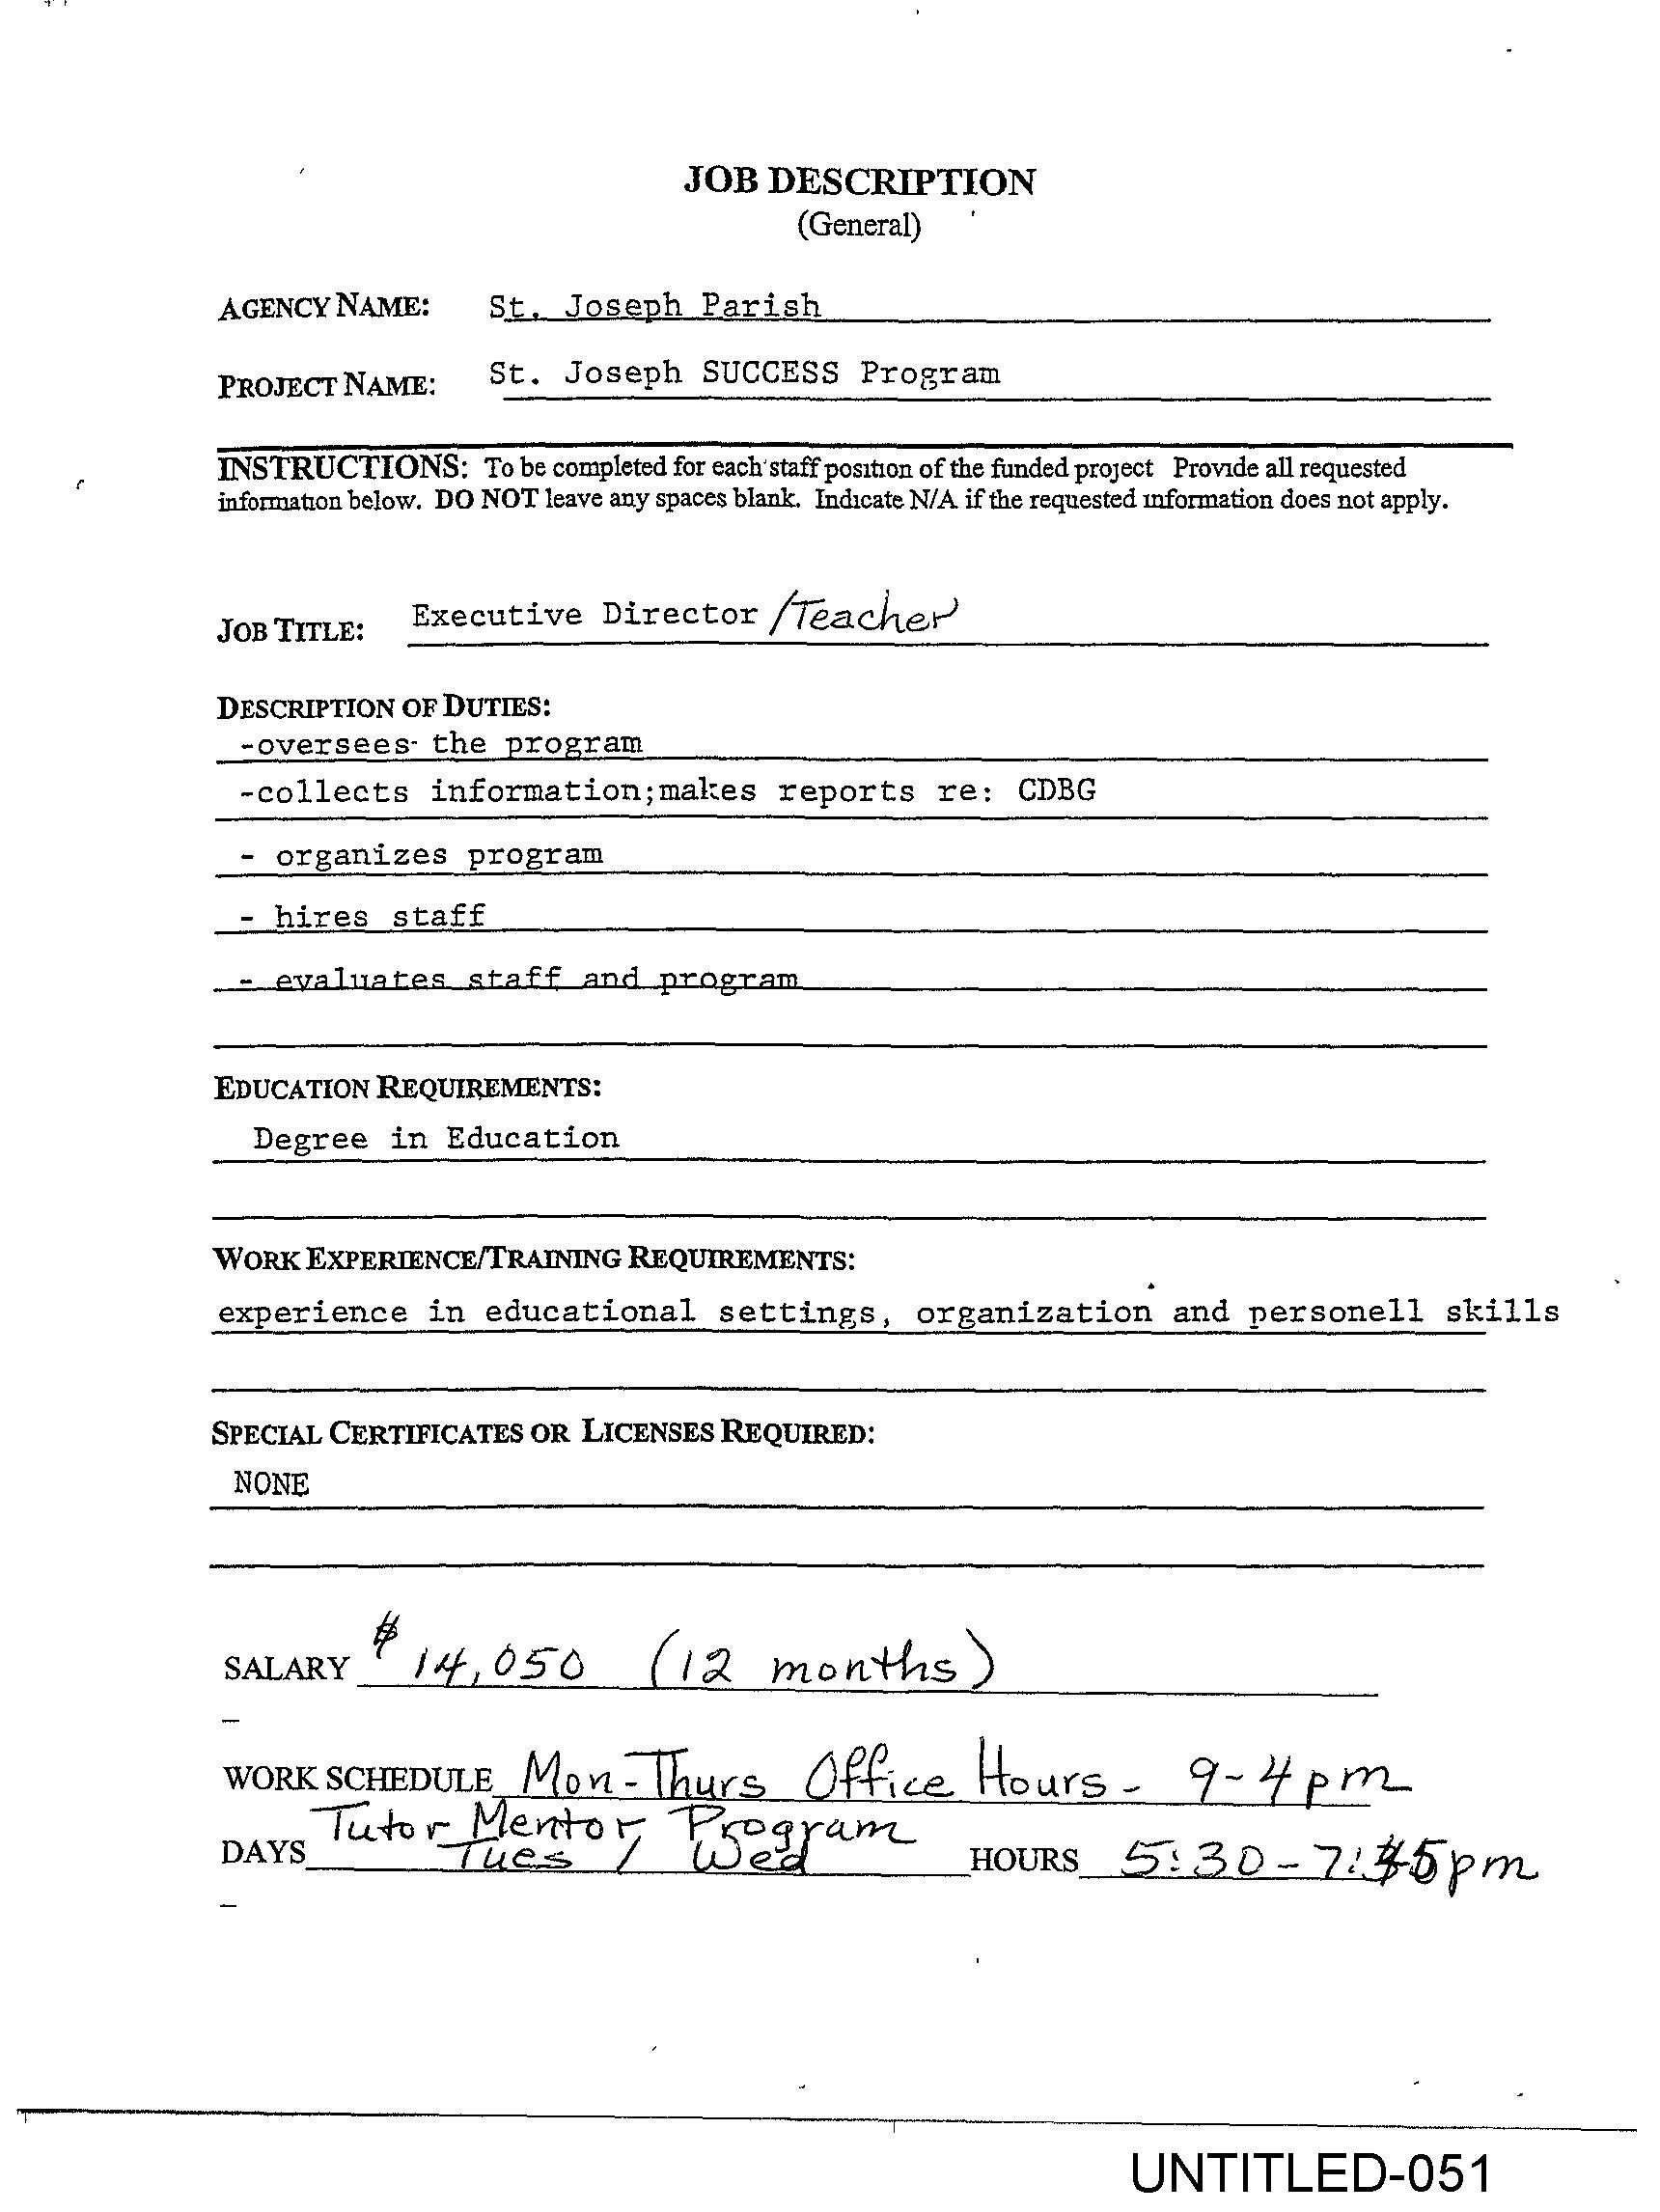 JOB DESCRIPTION
(General)
AGENCY NAME: St. Joseph Parish
PROJECT NAME: St. Joseph SUCCESS Program
INSTRUCTIONS: To be completed for each staff position of the funded project Provide all requested
information below. DO NOT leave any spaces blank. Indicate N/A if the requested information does not apply.
JOB TITLE: Executive Director /Teacher
DESCRIPTION OF DUTIES:
-oversees- the program
-collects information;makes reports re: CDBG
- organizes program
- hires staff
- evaluates staff and program
EDUCATION REQUIREMENTS:
Degree in Education
WORK EXPERIENCE/TRAINING REQUIREMENTS:
experience in educational settings, organization and personell skills
SPECIAL CERTIFICATES OR LICENSES REQUIRED:
NONE
SALARY $ 14,050 (12 months)
WORK SCHEDULE Mon-Thurs Office Hours - 9-4pm
Tutor Mentor Program
DAYS Tues / Wed HOURS 5:30-7: pm
UNTITLED-051